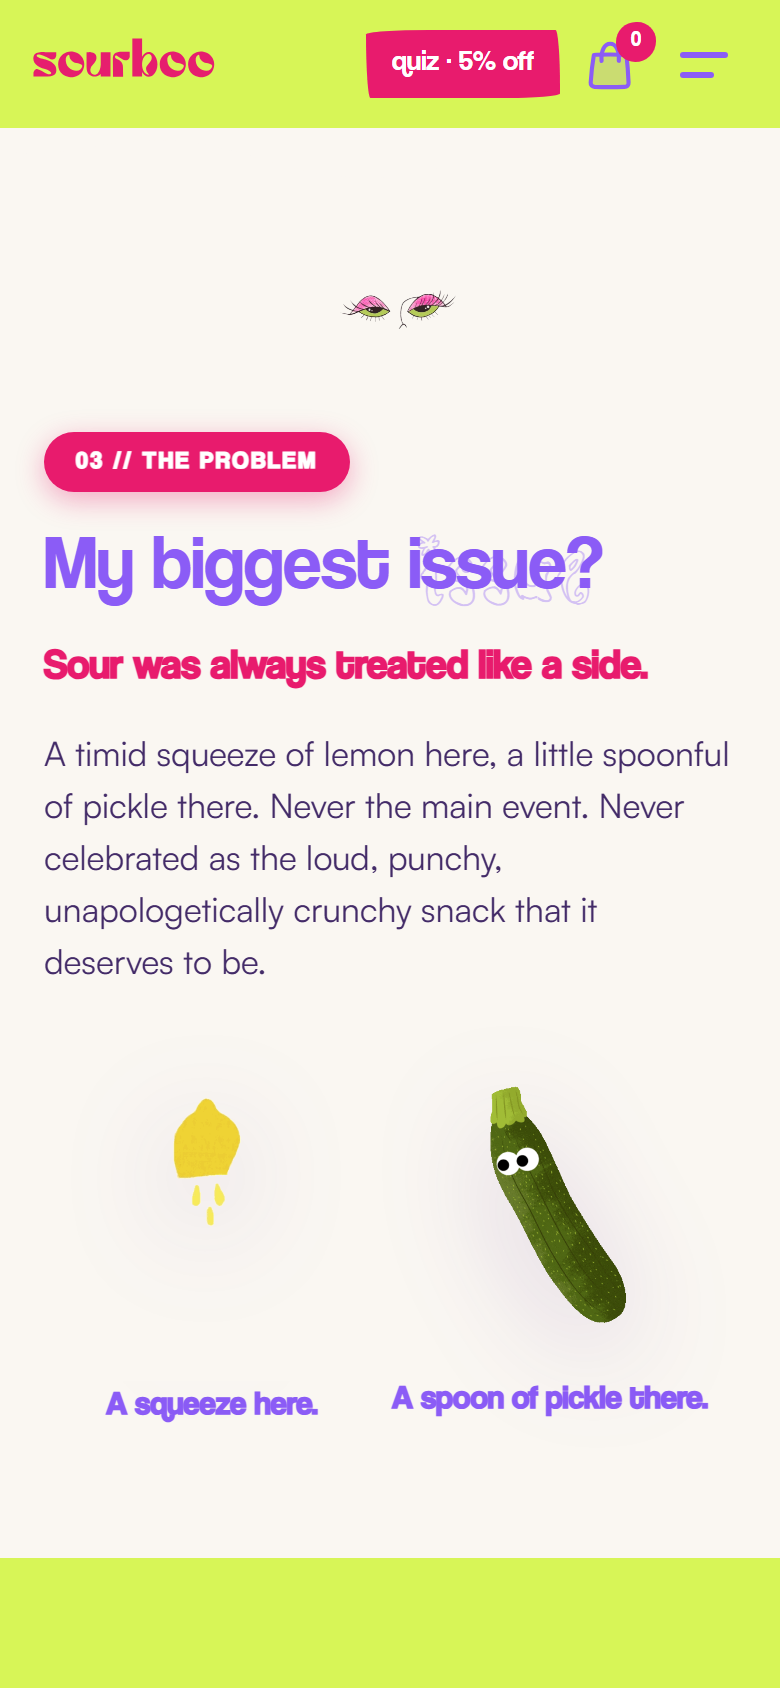 sourboo
quiz · 5% off
0
03 // THE PROBLEM
My biggest issue?
Sour was always treated like a side.
A timid squeeze of lemon here, a little spoonful
of pickle there. Never the main event. Never
celebrated as the loud, punchy,
unapologetically crunchy snack that it
deserves to be.
A squeeze here.
A spoon of pickle there.